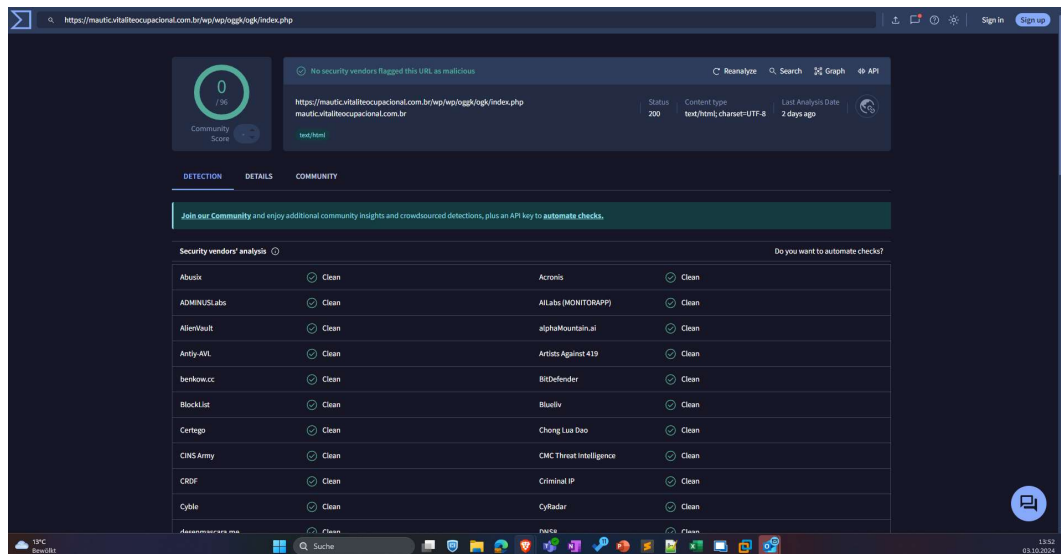 https://mautic.vitaliteocupacional.com.br/wp/wp/oggk/ogk/index.php
Sign in
Sign up
0
/ 96
Community
Score
No security vendors flagged this URL as malicious
Reanalyze
Search
Graph
API
https://mautic.vitaliteocupacional.com.br/wp/wp/oggk/ogk/index.php
mautic.vitaliteocupacional.com.br
text/html
Status
200
Content type
text/html; charset=UTF-8
Last Analysis Date
2 days ago
DETECTION DETAILS COMMUNITY
Join our Community and enjoy additional community insights and crowdsourced detections, plus an API key to automate checks.
Security vendors' analysis
Do you want to automate checks?
Abusix Clean Acronis Clean
ADMINUSLabs Clean AILabs (MONITORAPP) Clean
AlienVault Clean alphaMountain.ai Clean
Antiy-AVL Clean Artists Against 419 Clean
benkow.cc Clean BitDefender Clean
BlockList Clean Blueliv Clean
Certego Clean Chong Lua Dao Clean
CINS Army Clean CMC Threat Intelligence Clean
CRDF Clean Criminal IP Clean
Cyble Clean CyRadar Clean
desenmascara.me Clean DNS8 Clean
13°C
Bewölkt
Suche
13:52
03.10.2024